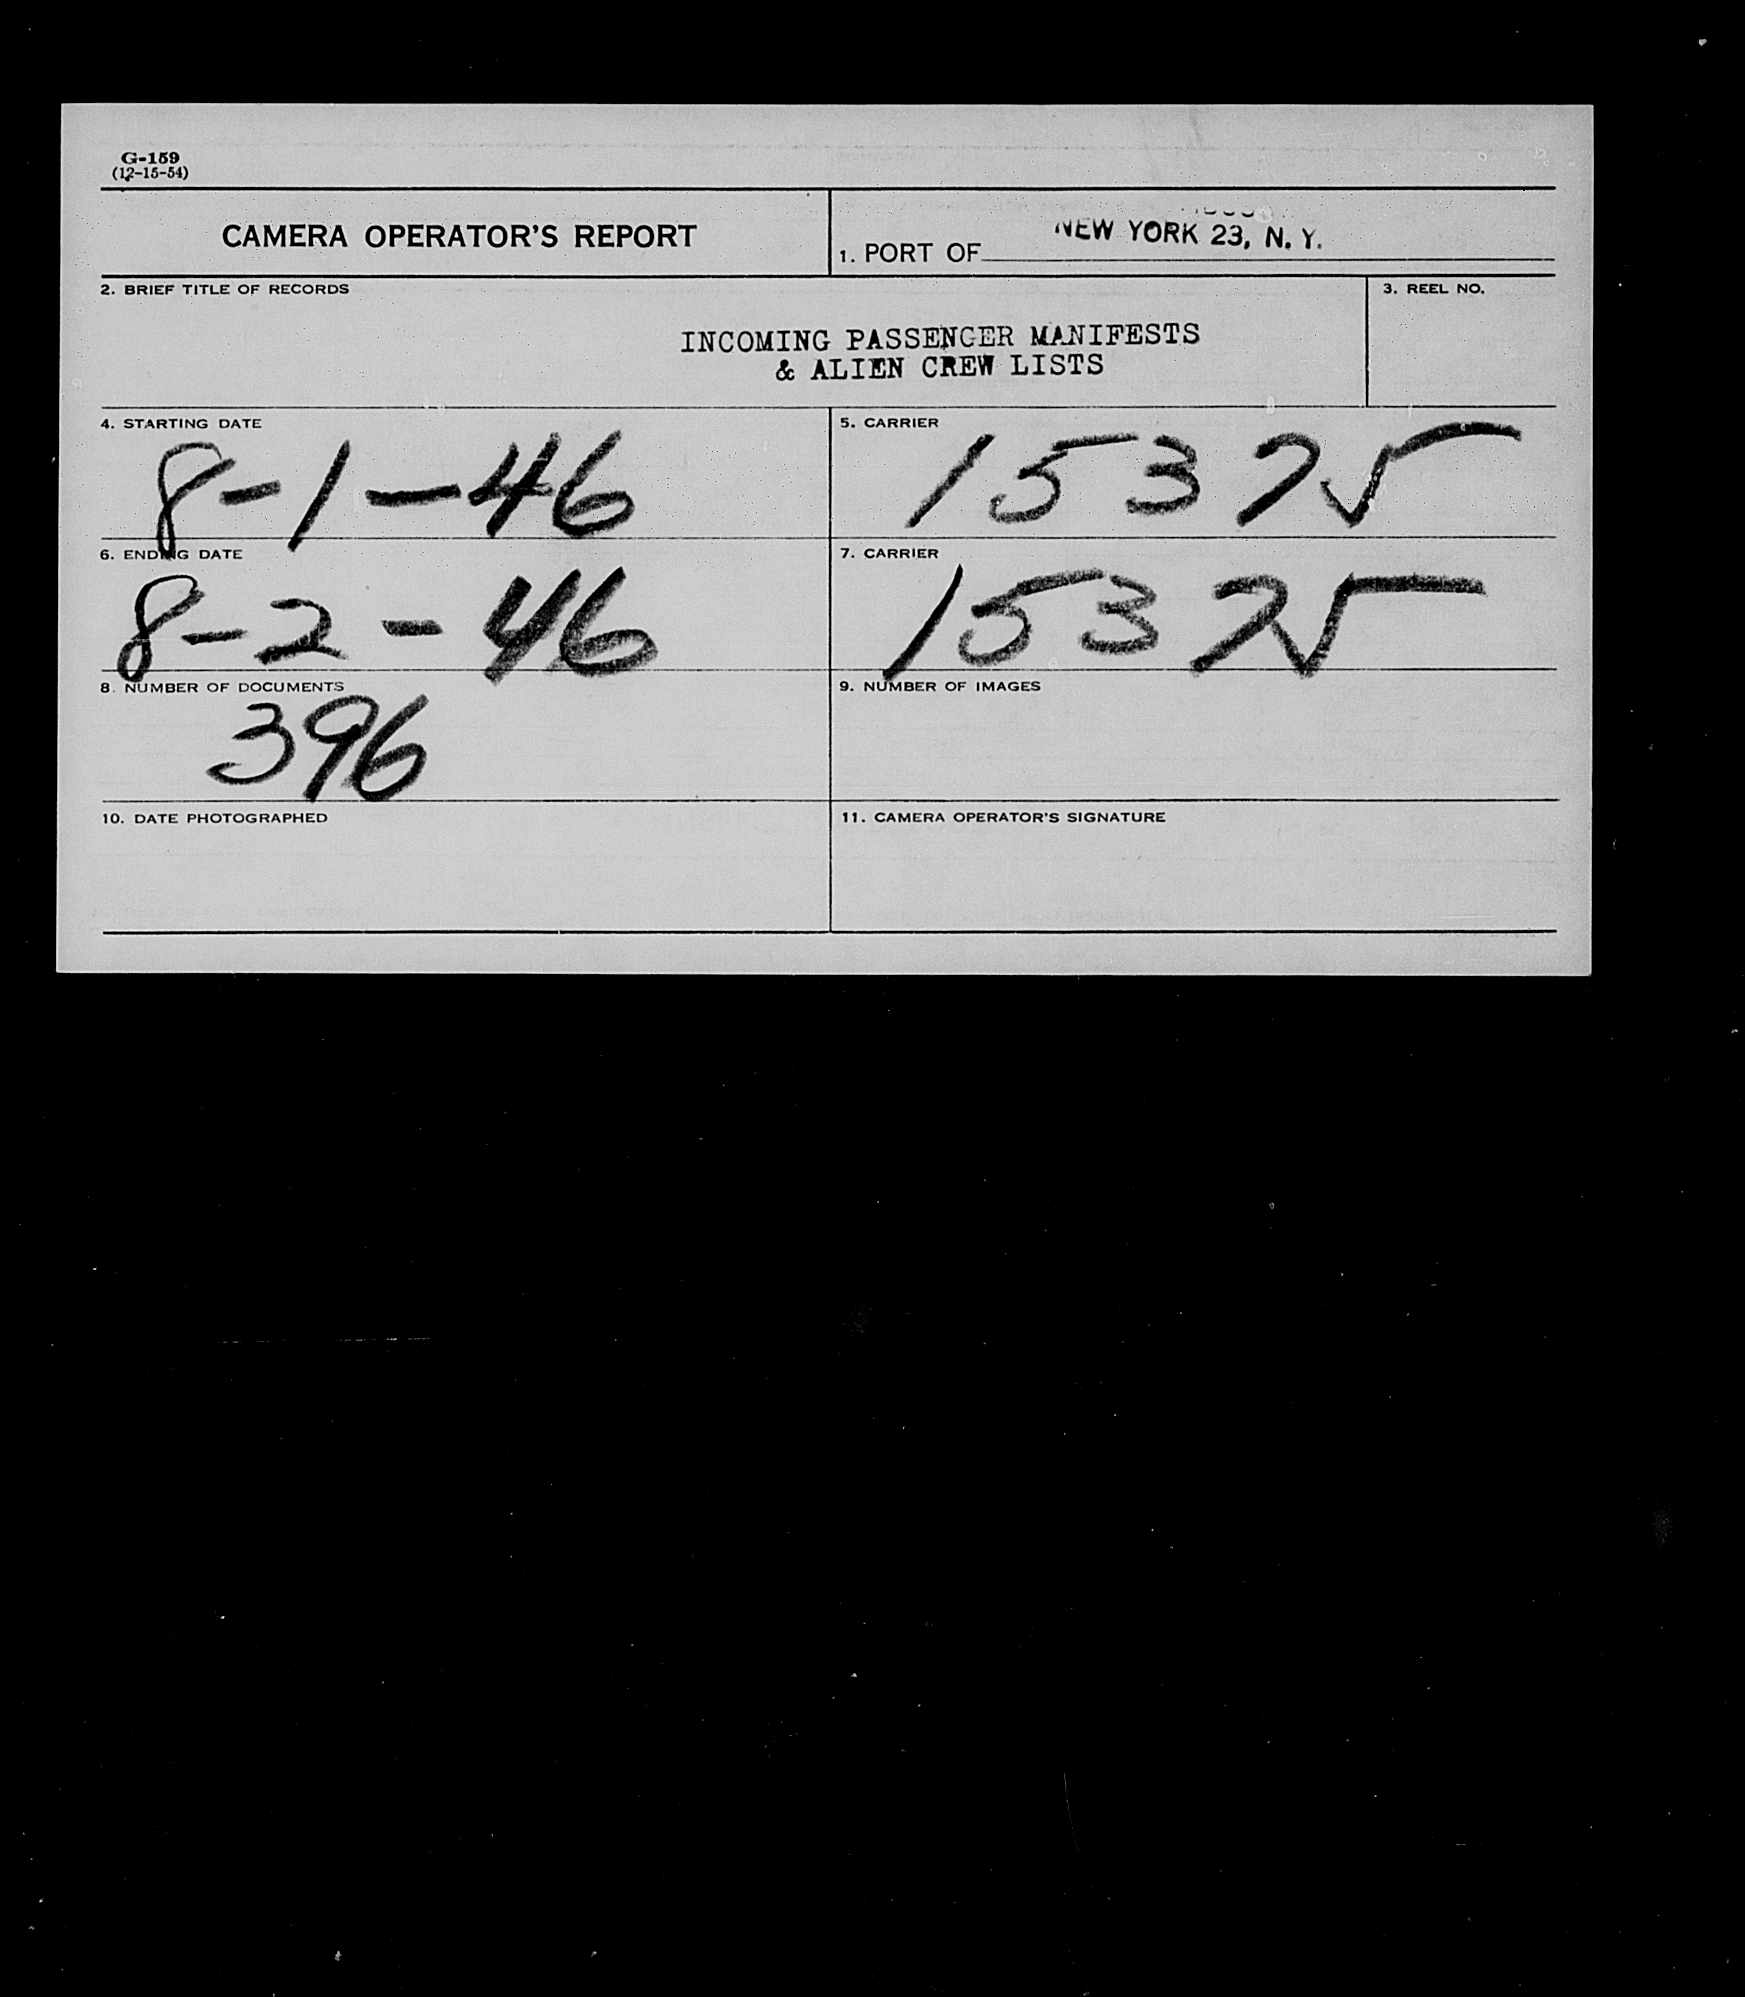 G-159
(12-15-54)
CAMERA OPERATOR'S REPORT
1. PORT OF NEW YORK 23, N. Y.
2. BRIEF TITLE OF RECORDS
3. REEL NO.
INCOMING PASSENGER MANIFESTS
& ALIEN CREW LISTS
4. STARTING DATE
8-1-46
5. CARRIER
1537√
6. ENDING DATE
8-2-46
7. CARRIER
1537√
8. NUMBER OF DOCUMENTS
396
9. NUMBER OF IMAGES
10. DATE PHOTOGRAPHED
11. CAMERA OPERATOR'S SIGNATURE